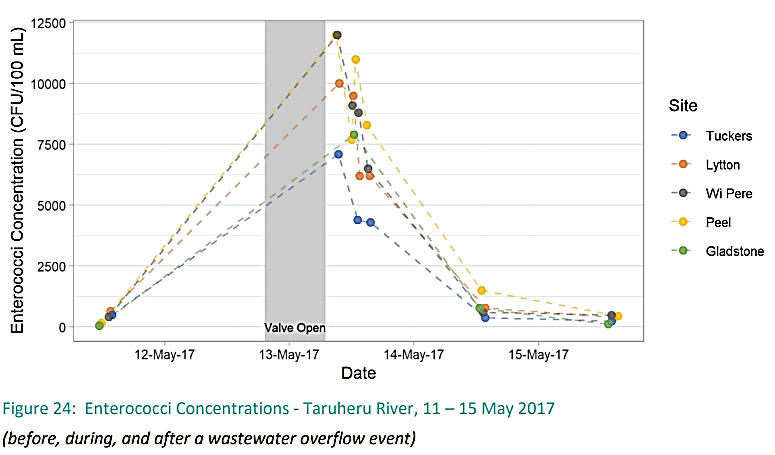 12500
10000
7500
5000
2500
0
Enterococci Concentration (CFU/100 mL)
Valve Open
12-May-17 13-May-17 14-May-17 15-May-17
Date
Site
Tuckers
Lytton
Wi Pere
Peel
Gladstone
Figure 24: Enterococci Concentrations - Taruheru River, 11 – 15 May 2017
(before, during, and after a wastewater overflow event)